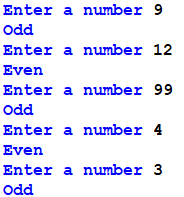 Enter a number 9
Odd
Enter a number 12
Even
Enter a number 99
Odd
Enter a number 4
Even
Enter a number 3
Odd